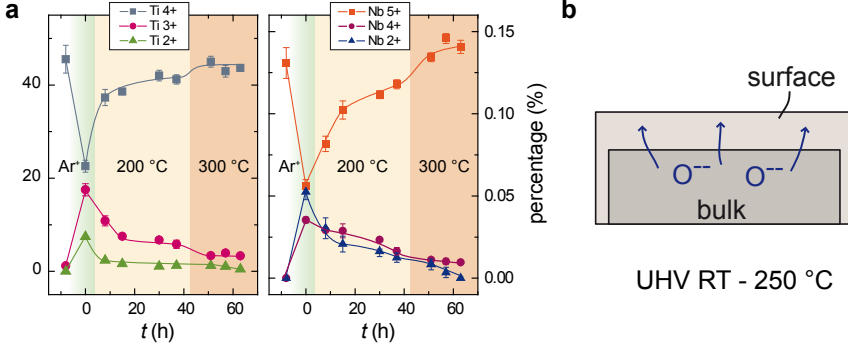 a
Ti 4+
Ti 3+
Ti 2+
Nb 5+
Nb 4+
Nb 2+
Ar⁺
200 °C
300 °C
Ar⁺
200 °C
300 °C
40
20
0
0.15
0.10
0.05
0.00
percentage (%)
0 20 40 60
0 20 40 60
t (h)
t (h)
b
surface
O⁻⁻
O⁻⁻
bulk
UHV RT - 250 °C